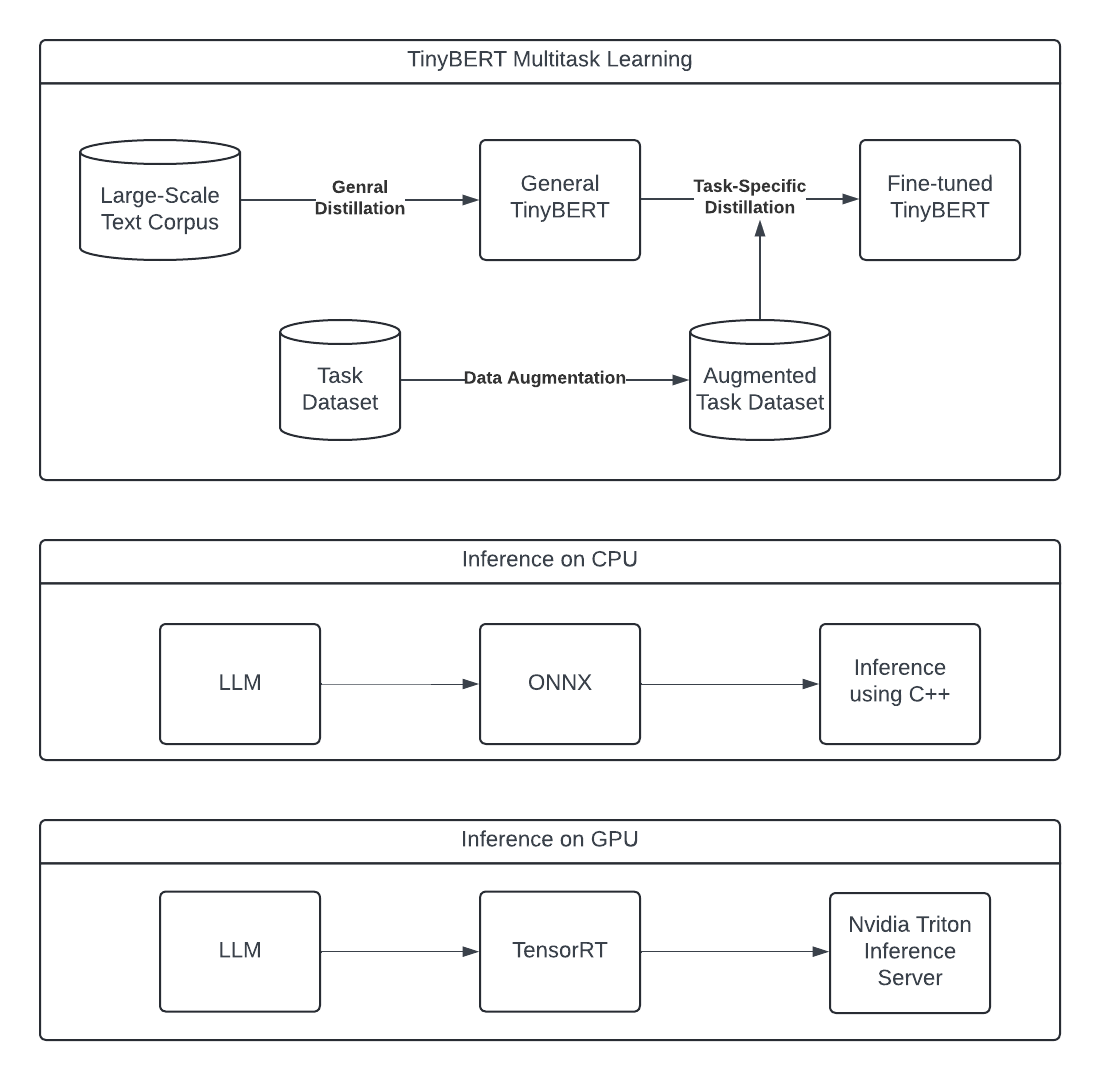 TinyBERT Multitask Learning
Large-Scale
Text Corpus
Genral
Distillation
General
TinyBERT
Task-Specific
Distillation
Fine-tuned
TinyBERT
Task
Dataset
Data Augmentation
Augmented
Task Dataset
Inference on CPU
LLM
ONNX
Inference
using C++
Inference on GPU
LLM
TensorRT
Nvidia Triton
Inference
Server